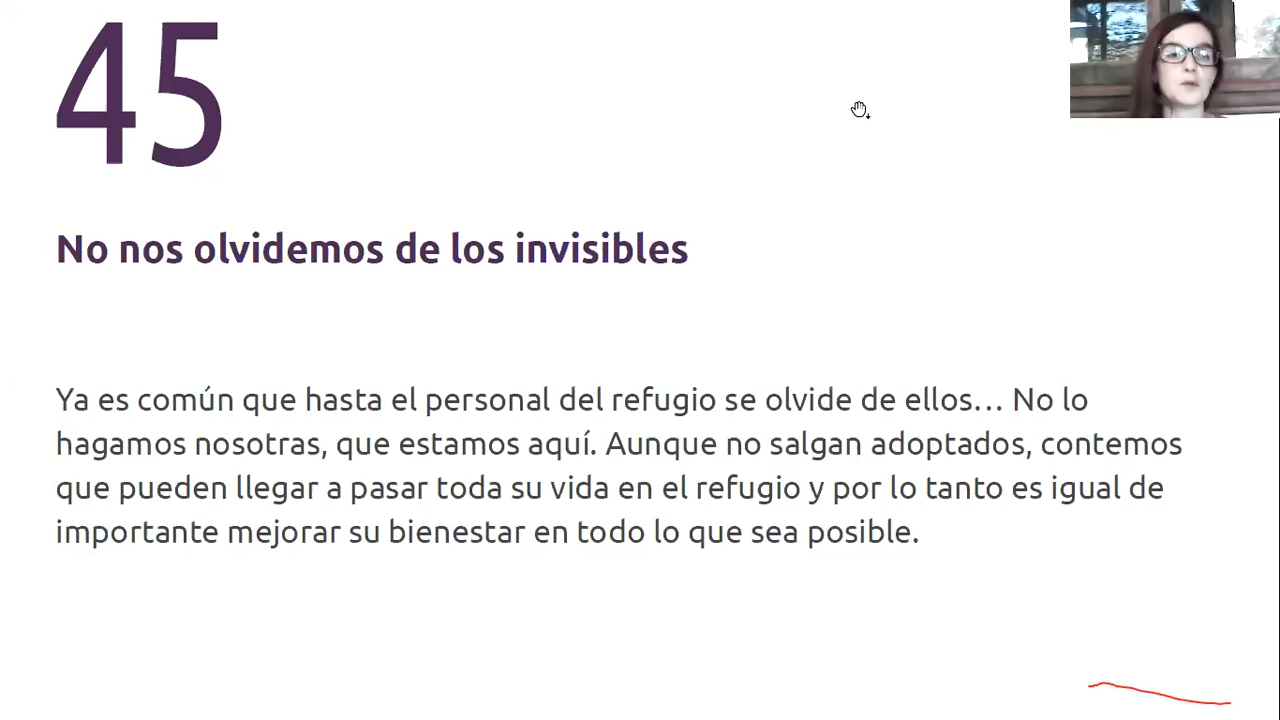 45
No nos olvidemos de los invisibles
Ya es común que hasta el personal del refugio se olvide de ellos… No lo
hagamos nosotras, que estamos aquí. Aunque no salgan adoptados, contemos
que pueden llegar a pasar toda su vida en el refugio y por lo tanto es igual de
importante mejorar su bienestar en todo lo que sea posible.